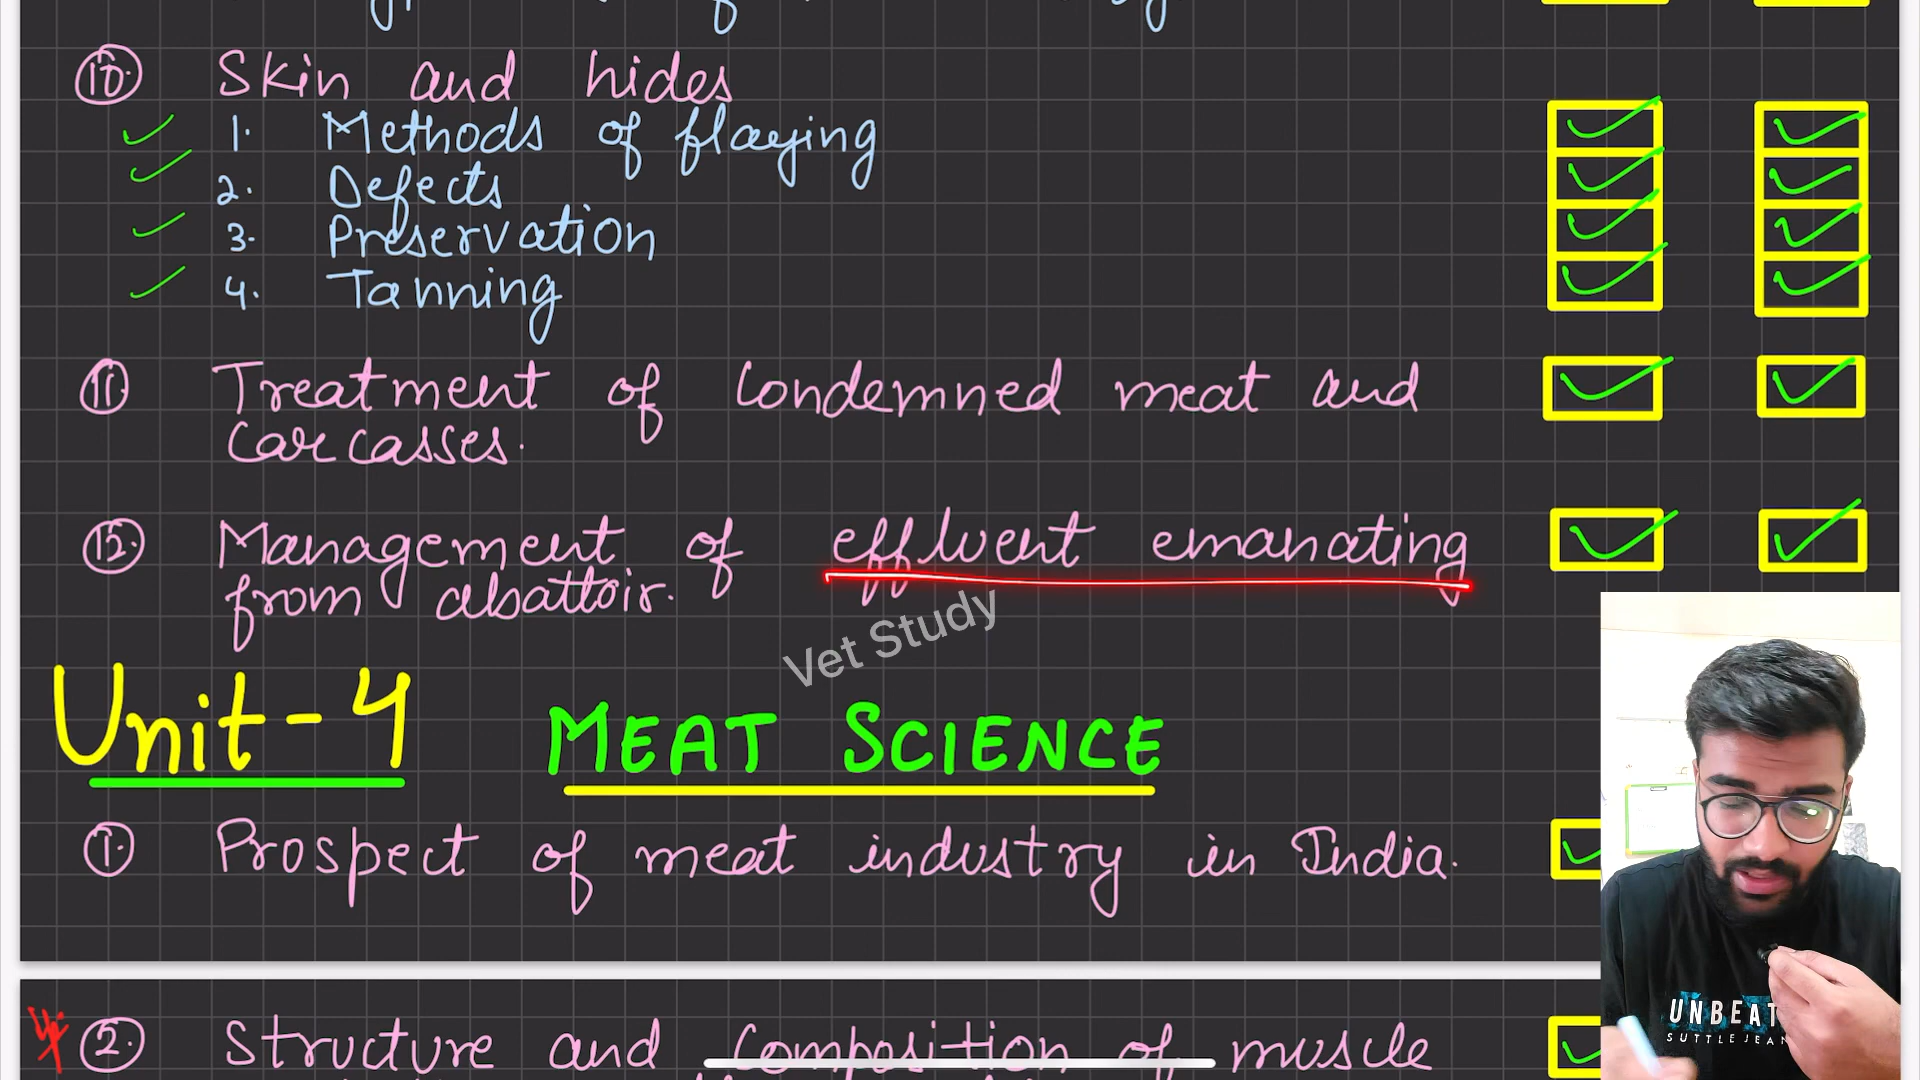 10. Skin and hides
1. Methods of flaying
2. Defects
3. Preservation
4. Tanning
11. Treatment of condemned meat and
carcasses.
12. Management of effluent emanating
from abattoir.
Vet Study
Unit-4 MEAT SCIENCE
1. Prospect of meat industry in India.
2. Structure and composition of muscle
UNBEAT
SUTTLE JEAN